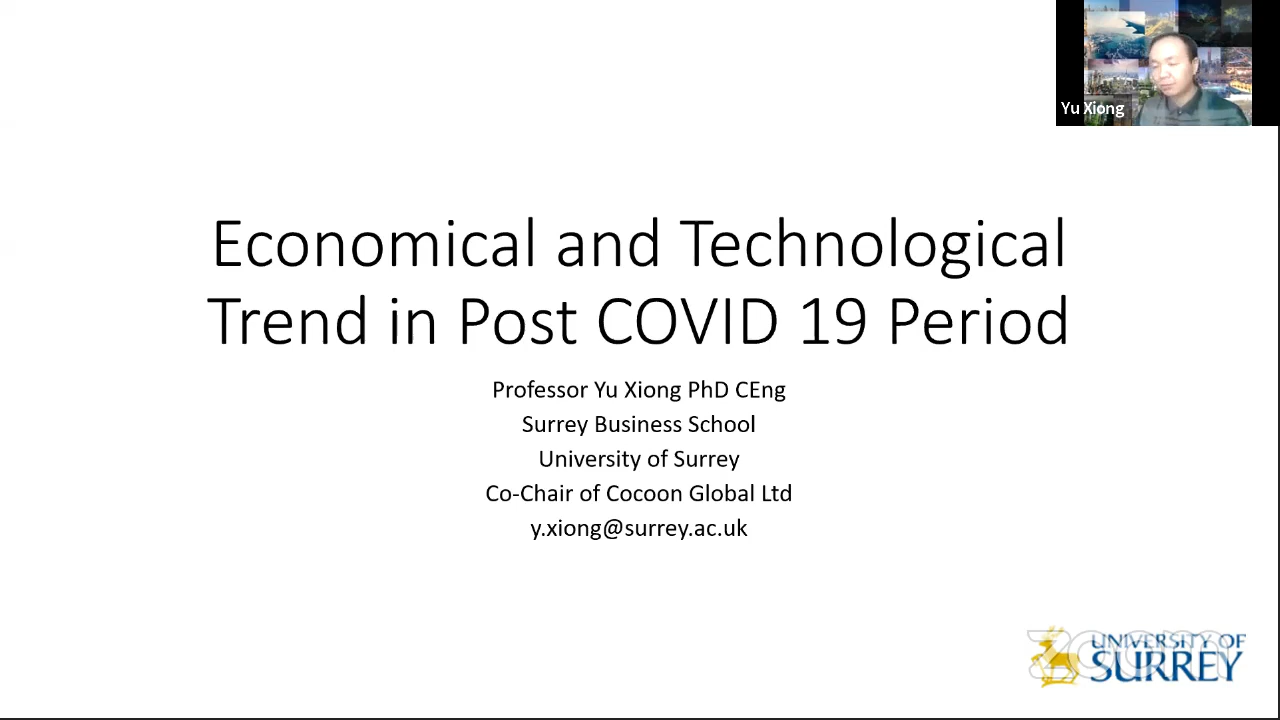 Yu Xiong
Economical and Technological
Trend in Post COVID 19 Period
Professor Yu Xiong PhD CEng
Surrey Business School
University of Surrey
Co-Chair of Cocoon Global Ltd
y.xiong@surrey.ac.uk
zoom
UNIVERSITY OF
SURREY